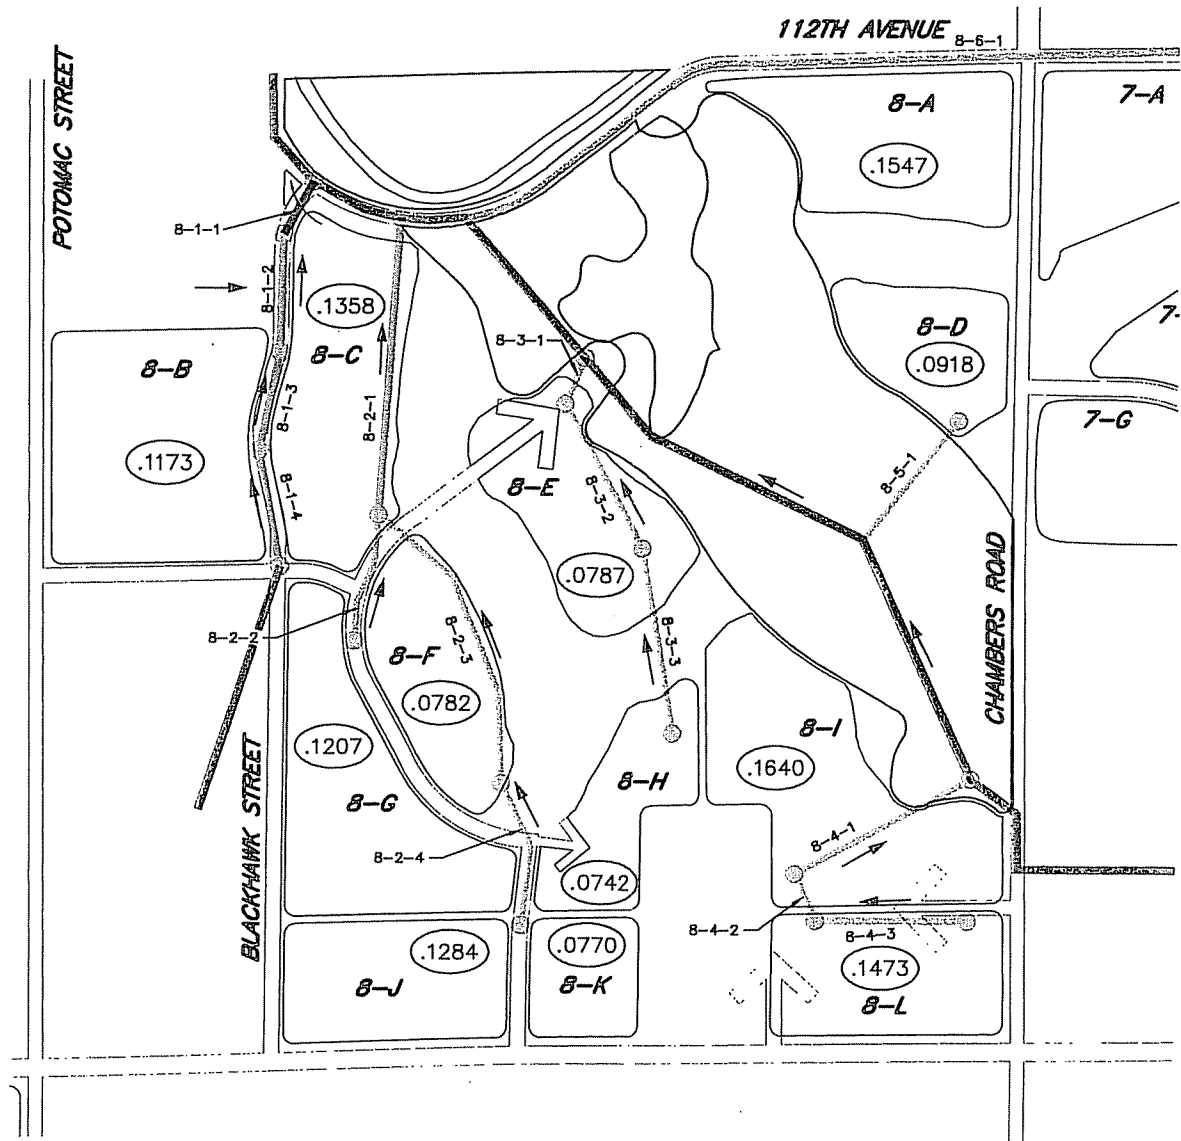 112TH AVENUE
8-6-1
POTOMAC STREET
8-A
7-A
.1547
8-1-1
8-1-2
.1358
8-C
8-B
8-3-1
8-D
.0918
7-
8-1-3
8-2-1
7-G
.1173
8-1-4
8-E
8-3-2
8-5-1
.0787
CHAMBERS ROAD
8-2-2
8-2-3
8-3-3
8-F
.0782
.1207
8-I
.1640
8-G
8-H
BLACKHAWK STREET
8-4-1
8-2-4
.0742
8-4-2
8-4-3
.1284
.0770
.1473
8-J
8-K
8-L